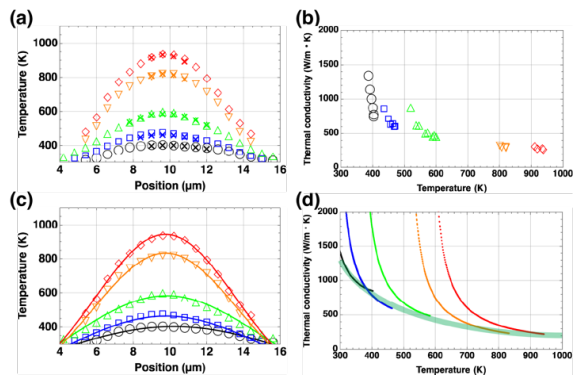 (a)
Temperature (K)
1000
800
600
400
4 6 8 10 12 14 16
Position (µm)
(b)
Thermal conductivity (W/m・K)
2000
1500
1000
500
0
300 400 500 600 700 800 900 1000
Temperature (K)
(c)
Temperature (K)
1000
800
600
400
4 6 8 10 12 14 16
Position (µm)
(d)
Thermal conductivity (W/m・K)
2000
1500
1000
500
0
300 400 500 600 700 800 900 1000
Temperature (K)